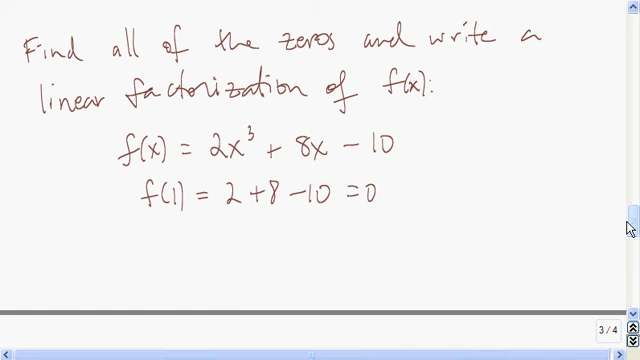 Find all of the zeros and write a
linear factorization of f(x):
f(x) = 2x³ + 8x - 10
f(1) = 2 + 8 - 10 = 0
3 / 4